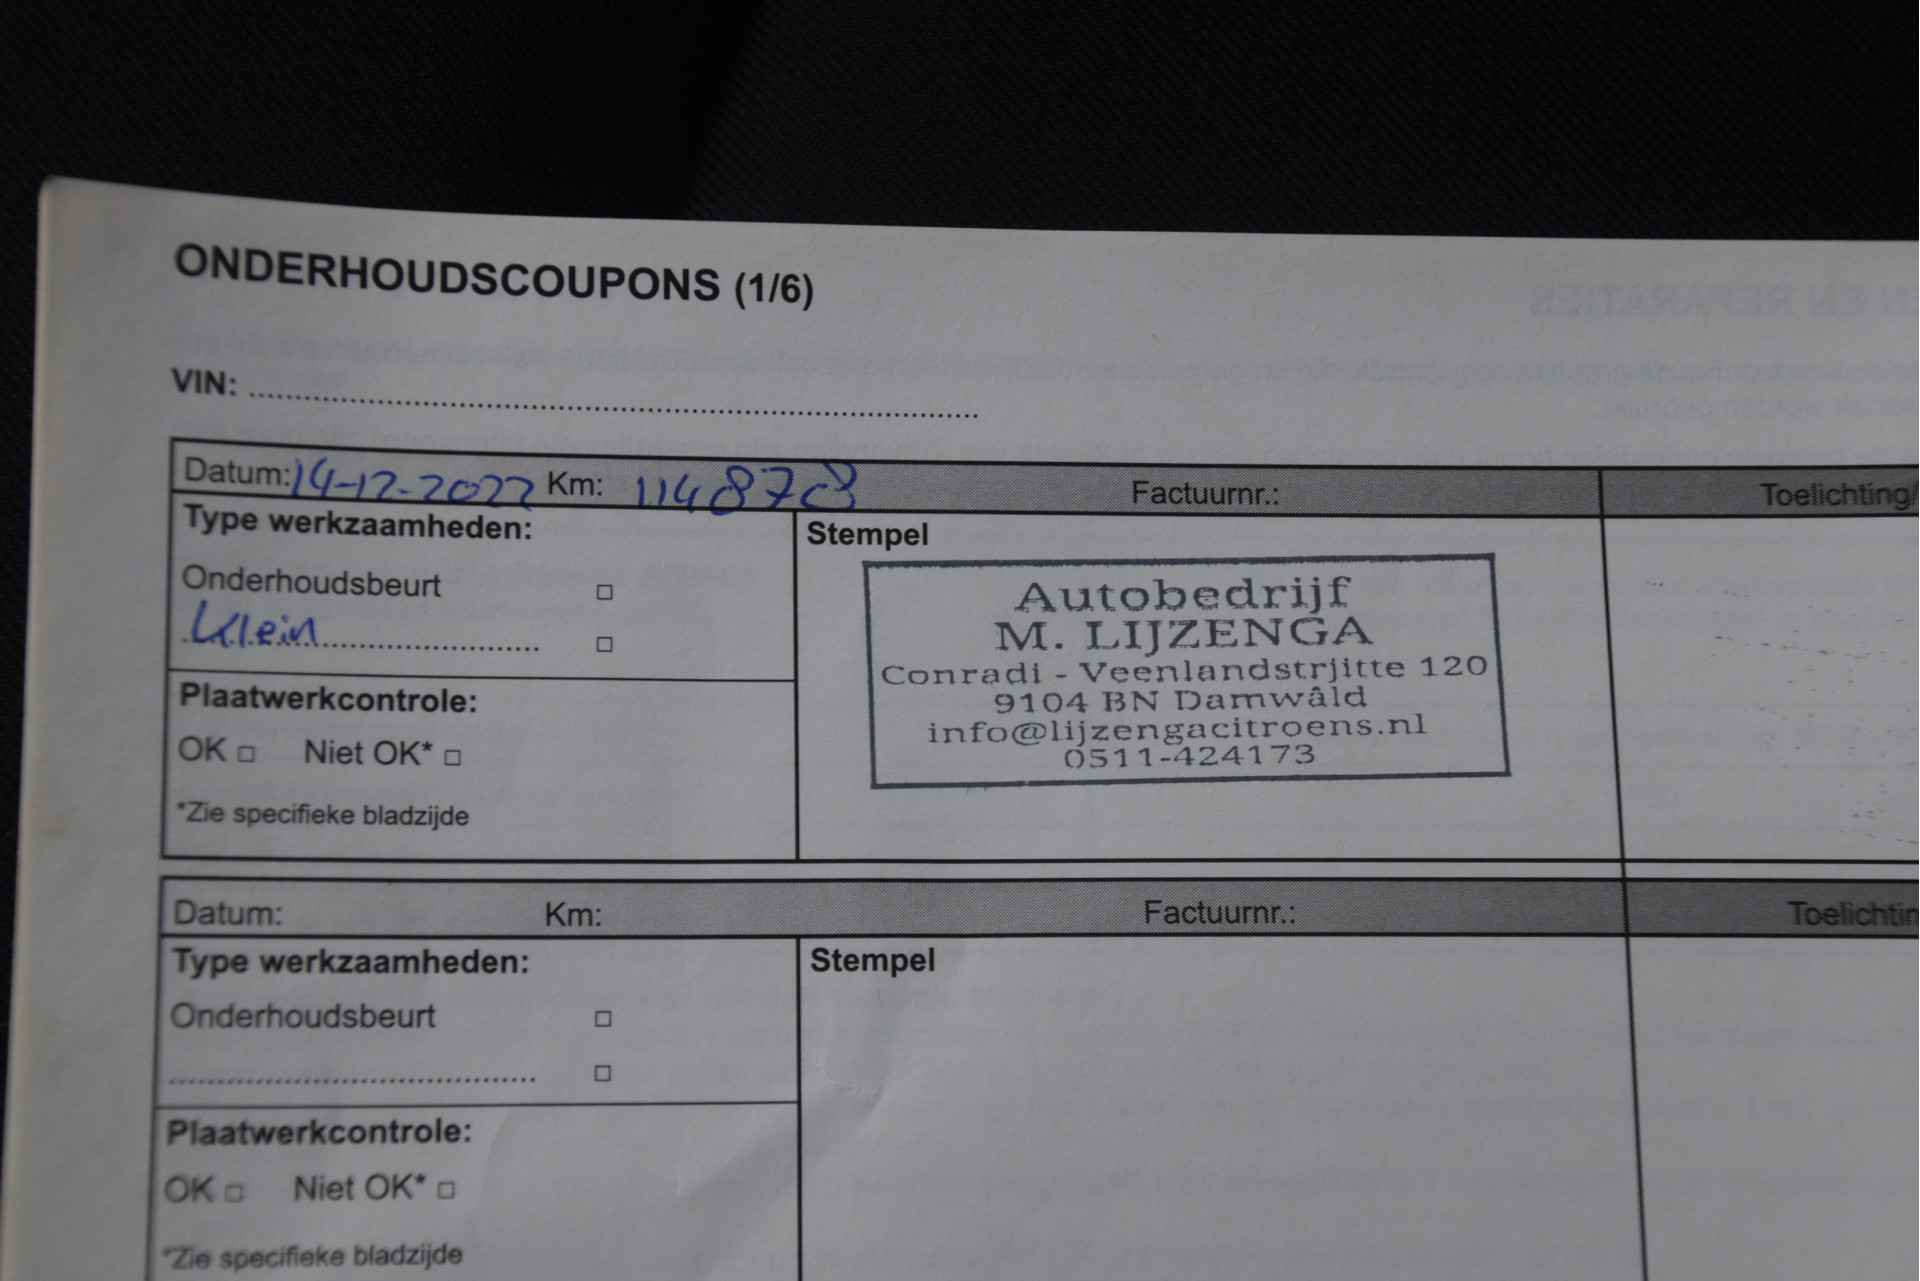 ONDERHOUDSCOUPONS (1/6)
VIN: ........................................
Datum: 14-12-2022 Km: 114878 Factuurnr.: Toelichting/
Type werkzaamheden:
Onderhoudsbeurt □
Klein □
Plaatwerkcontrole:
OK □ Niet OK* □
*Zie specifieke bladzijde
Stempel
Autobedrijf
M. LIJZENGA
Conradi - Veenlandstrjitte 120
9104 BN Damwâld
info@lijzengacitroens.nl
0511-424173
Datum: Km: Factuurnr.: Toelichtin
Type werkzaamheden:
Onderhoudsbeurt □
........................................ □
Plaatwerkcontrole:
OK □ Niet OK* □
*Zie specifieke bladzijde
Stempel